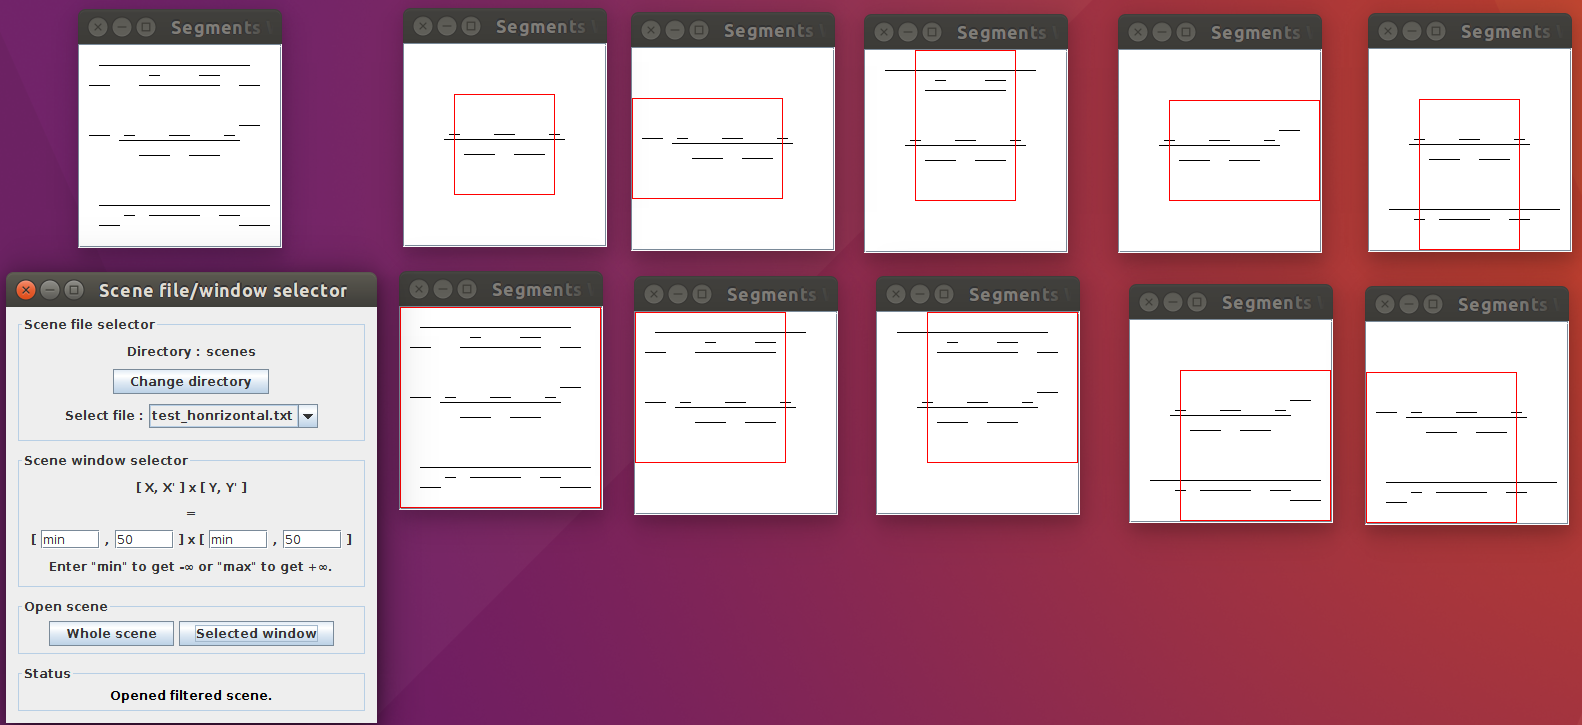 Segments
Segments
Segments
Segments
Segments
Segments
Scene file/window selector
Scene file selector
Directory : scenes
Change directory
Select file : test_honrizontal.txt
Scene window selector
[ X, X' ] x [ Y, Y' ]
=
[ min , 50 ] x [ min , 50 ]
Enter "min" to get -∞ or "max" to get +∞.
Open scene
Whole scene Selected window
Status
Opened filtered scene.
Segments
Segments
Segments
Segments
Segments